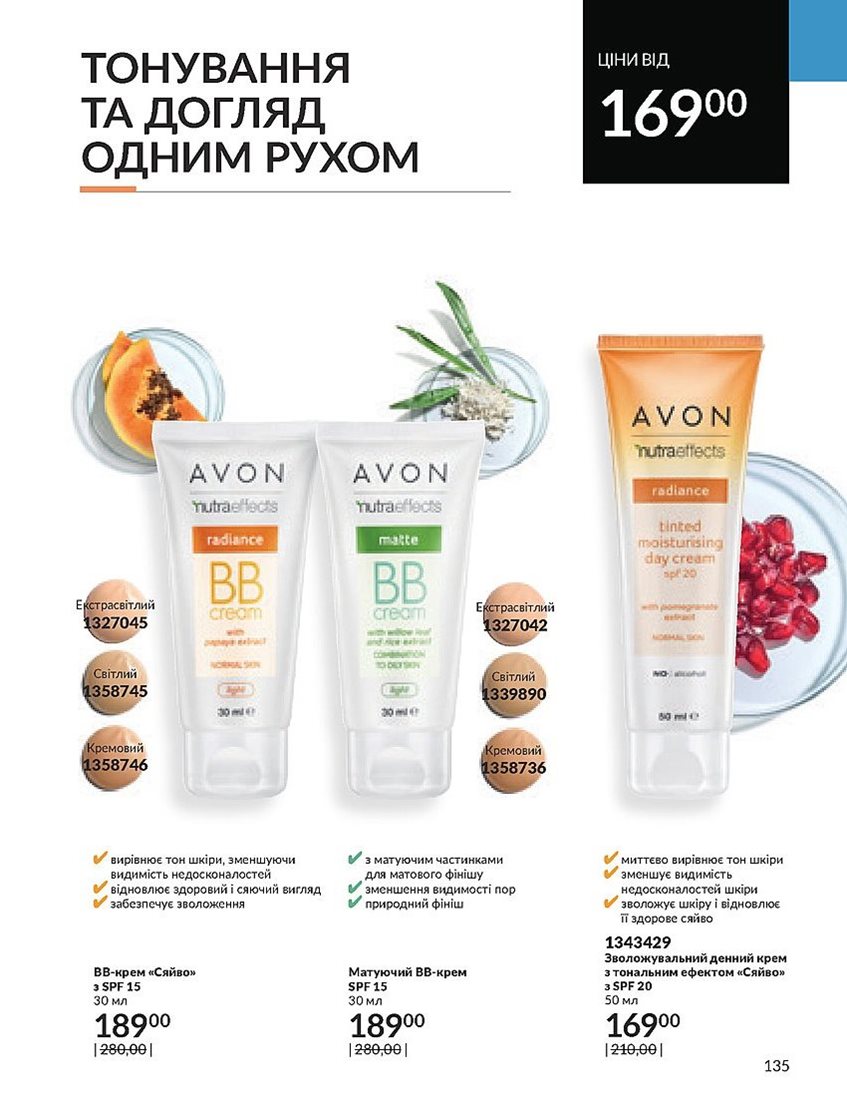 ТОНУВАННЯ
ТА ДОГЛЯД
ОДНИМ РУХОМ
ЦІНИ ВІД
169⁰⁰
AVON
nutraeffects
radiance
BB
cream
with
papaya extract
NORMAL SKIN
light
30 ml e
AVON
nutraeffects
matte
BB
cream
with willow leaf
and rice extract
COMBINATION
TO OILY SKIN
light
30 ml e
AVON
nutraeffects
radiance
tinted
moisturising
day cream
spf 20
with pomegranate
extract
NORMAL SKIN
NO: alcohol
50 ml e
Екстрасвітлий
1327045
Світлий
1358745
Кремовий
1358746
Екстрасвітлий
1327042
Світлий
1339890
Кремовий
1358736
вирівнює тон шкіри, зменшуючи
видимість недосконалостей
відновлює здоровий і сяючий вигляд
забезпечує зволоження
BB-крем «Сяйво»
з SPF 15
30 мл
189⁰⁰
| 280,00 |
з матуючим частинками
для матового фінішу
зменшення видимості пор
природний фініш
Матуючий BB-крем
SPF 15
30 мл
189⁰⁰
| 280,00 |
миттєво вирівнює тон шкіри
зменшує видимість
недосконалостей шкіри
зволожує шкіру і відновлює
її здорове сяйво
1343429
Зволожувальний денний крем
з тональним ефектом «Сяйво»
з SPF 20
50 мл
169⁰⁰
| 210,00 |
135